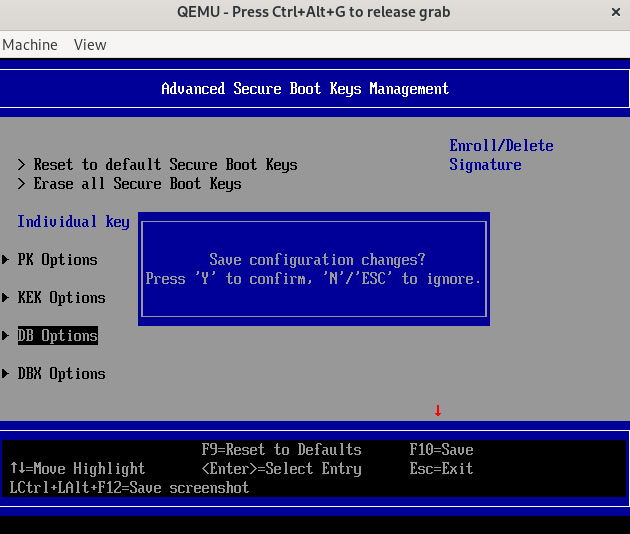 QEMU - Press Ctrl+Alt+G to release grab
Machine View
Advanced Secure Boot Keys Management
Enroll/Delete
> Reset to default Secure Boot Keys Signature
> Erase all Secure Boot Keys
Individual key
Save configuration changes?
PK Options
Press 'Y' to confirm, 'N'/'ESC' to ignore.
KEK Options
DB Options
DBX Options
F9=Reset to Defaults F10=Save
↑↓=Move Highlight <Enter>=Select Entry Esc=Exit
LCtrl+LAlt+F12=Save screenshot